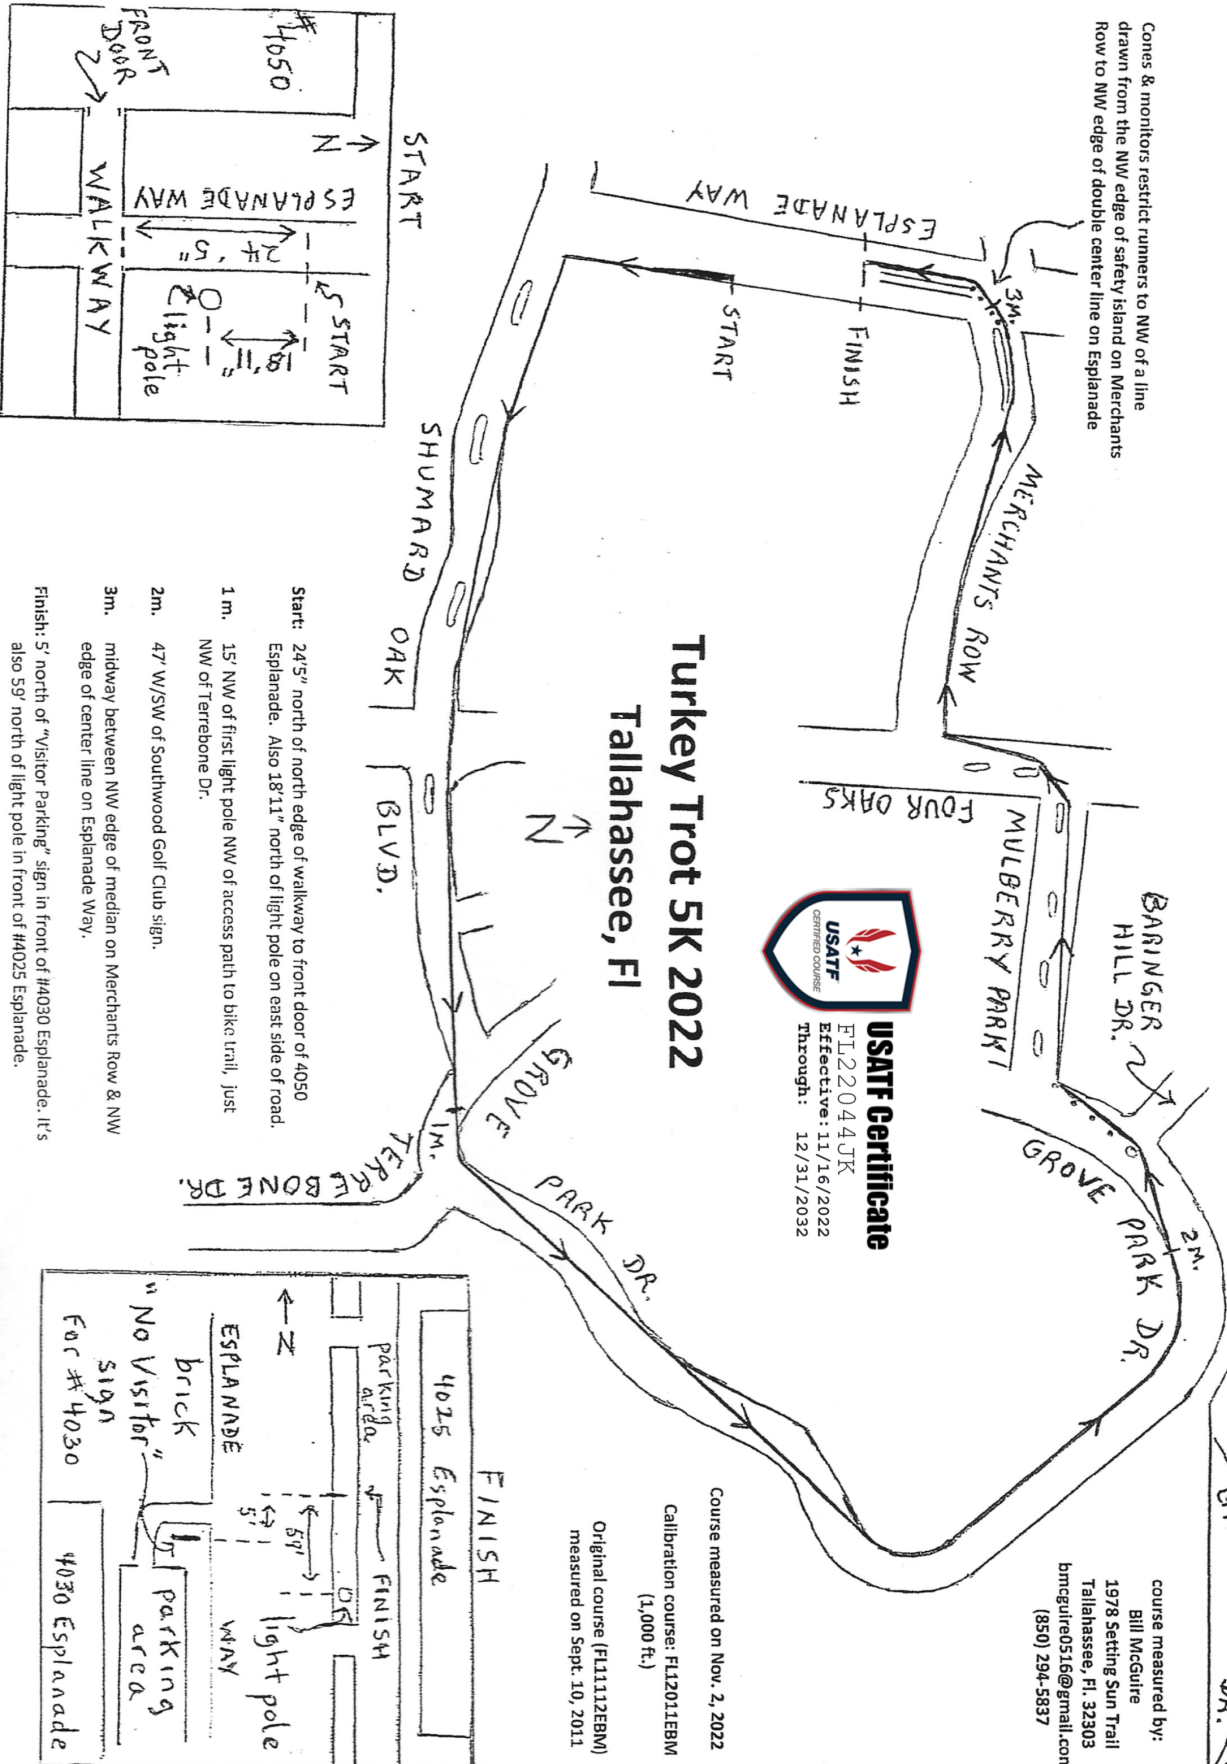 Cones & monitors restrict runners to NW of a line
drawn from the NW edge of safety island on Merchants
Row to NW edge of double center line on Esplanade
3M.
ESPLANADE WAY
FINISH
START
MERCHANTS ROW
FOUR OAKS
MULBERRY PARK
BARINGER
HILL DR.
GROVE PARK DR.
2M.
USATF
CERTIFIED COURSE
USATF Certificate
FL22044JK
Effective: 11/16/2022
Through: 12/31/2032
Turkey Trot 5K 2022
Tallahassee, Fl
N
SHUMARD OAK BLVD.
GROVE PARK DR.
1M.
TERREBONE DR.
course measured by:
Bill McGuire
1978 Setting Sun Trail
Tallahassee, Fl. 32303
bmcguire0516@gmail.con
(850) 294-5837
Course measured on Nov. 2, 2022
Calibration course: FL12011EBM
(1,000 ft.)
Original course (FL11112EBM)
measured on Sept. 10, 2011
START
#4050
FRONT
DOOR
N
ESPLANADE WAY
24'5"
START
18'11"
light
pole
WALKWAY
Start: 24'5" north of north edge of walkway to front door of 4050
Esplanade. Also 18'11" north of light pole on east side of road.
1 m. 15' NW of first light pole NW of access path to bike trail, just
NW of Terrebone Dr.
2m. 47' W/SW of Southwood Golf Club sign.
3m. midway between NW edge of median on Merchants Row & NW
edge of center line on Esplanade Way.
Finish: 5' north of "Visitor Parking" sign in front of #4030 Esplanade. It's
also 59' north of light pole in front of #4025 Esplanade.
FINISH
4025 Esplanade
parking
area
FINISH
59'
5'
light pole
N
ESPLANADE WAY
brick
"No Visitor"
sign
For #4030
parking
area
4030 Esplanade